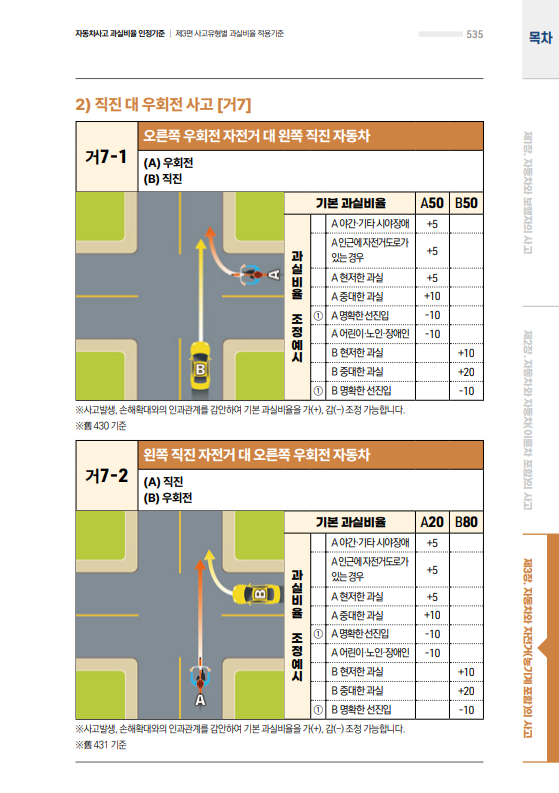 자동차사고 과실비율 인정기준 | 제3편 사고유형별 과실비율 적용기준
535
목차
2) 직진 대 우회전 사고 [거7]
거7-1
오른쪽 우회전 자전거 대 왼쪽 직진 자동차
(A) 우회전
(B) 직진
A
B
과실비율 조정예시
기본 과실비율 A50 B50
A 야간·기타 시야장애 +5
A 인근에 자전거도로가
있는 경우 +5
A 현저한 과실 +5
A 중대한 과실 +10
① A 명확한 선진입 -10
A 어린이·노인·장애인 -10
B 현저한 과실 +10
B 중대한 과실 +20
① B 명확한 선진입 -10
※사고발생, 손해확대와의 인과관계를 감안하여 기본 과실비율을 가(+), 감(-) 조정 가능합니다.
※舊 430 기준
거7-2
왼쪽 직진 자전거 대 오른쪽 우회전 자동차
(A) 직진
(B) 우회전
B
A
과실비율 조정예시
기본 과실비율 A20 B80
A 야간·기타 시야장애 +5
A 인근에 자전거도로가
있는 경우 +5
A 현저한 과실 +5
A 중대한 과실 +10
① A 명확한 선진입 -10
A 어린이·노인·장애인 -10
B 현저한 과실 +10
B 중대한 과실 +20
① B 명확한 선진입 -10
※사고발생, 손해확대와의 인과관계를 감안하여 기본 과실비율을 가(+), 감(-) 조정 가능합니다.
※舊 431 기준
제1장. 자동차와 보행자의 사고
제2장. 자동차와 자동차(이륜차 포함)의 사고
제3장. 자동차와 자전거(농기계 포함)의 사고